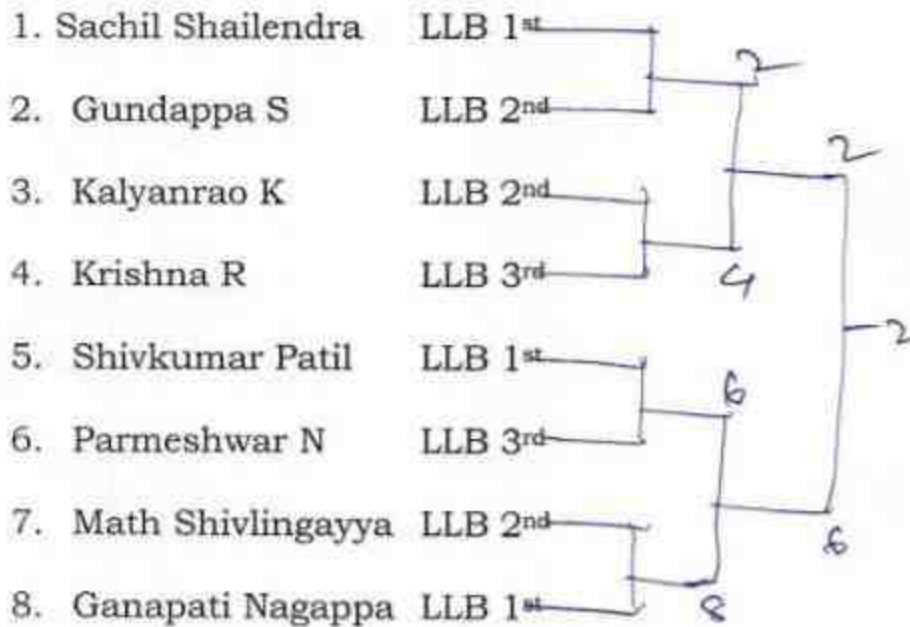 1. Sachil Shailendra LLB 1st
2
2. Gundappa S LLB 2nd
2
3. Kalyanrao K LLB 2nd
4. Krishna R LLB 3rd
4
2
5. Shivkumar Patil LLB 1st
6
6. Parmeshwar N LLB 3rd
7. Math Shivlingayya LLB 2nd
6
8. Ganapati Nagappa LLB 1st
8